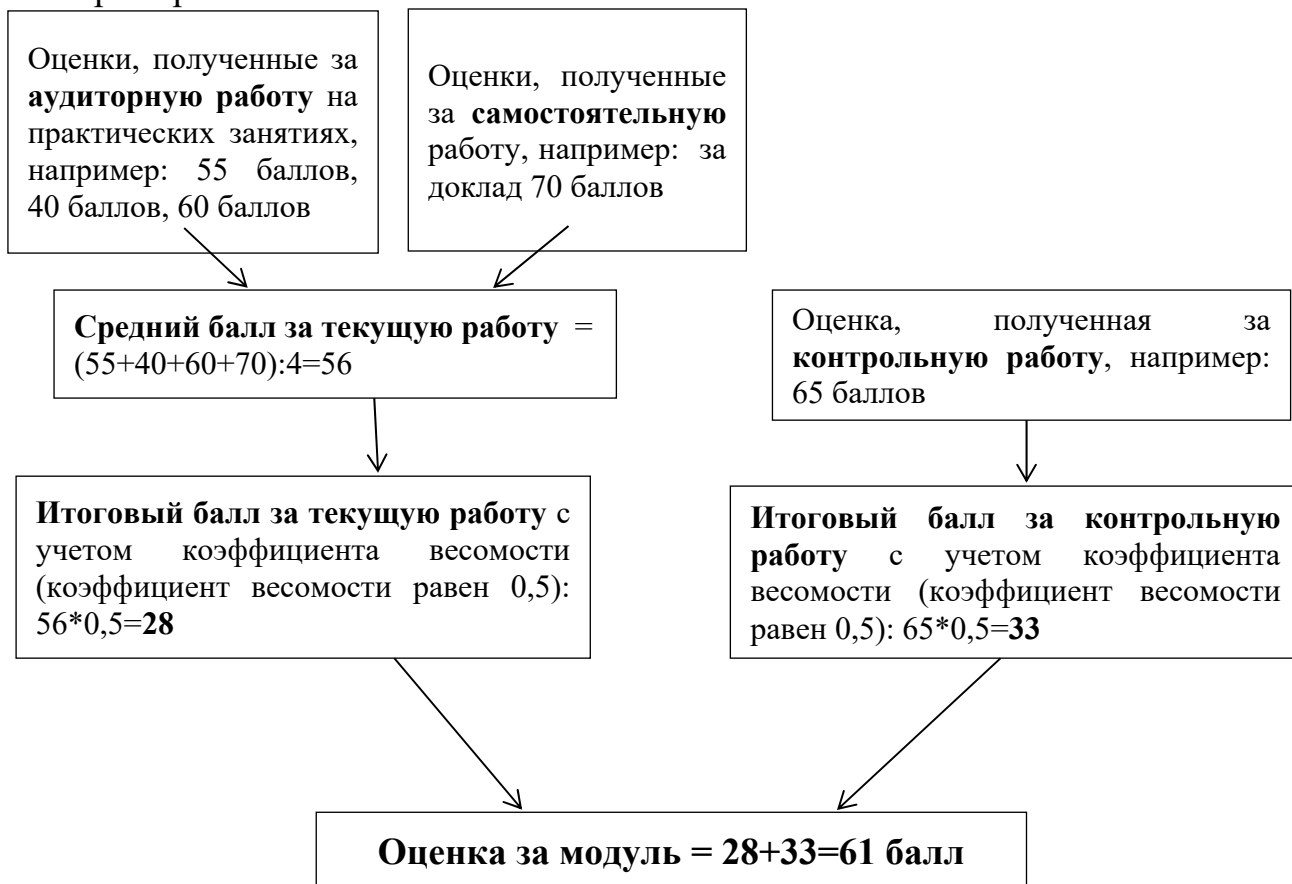 Оценки, полученные за
аудиторную работу на
практических занятиях,
например: 55 баллов,
40 баллов, 60 баллов
Оценки, полученные
за самостоятельную
работу, например: за
доклад 70 баллов
Средний балл за текущую работу =
(55+40+60+70):4=56
Оценка, полученная за
контрольную работу, например:
65 баллов
Итоговый балл за текущую работу с
учетом коэффициента весомости
(коэффициент весомости равен 0,5):
56*0,5=28
Итоговый балл за контрольную
работу с учетом коэффициента
весомости (коэффициент весомости
равен 0,5): 65*0,5=33
Оценка за модуль = 28+33=61 балл